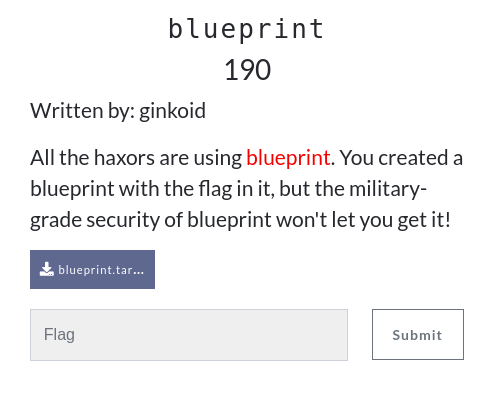 blueprint
190
Written by: ginkoid
All the haxors are using blueprint. You created a
blueprint with the flag in it, but the military-
grade security of blueprint won't let you get it!
blueprint.tar...
Flag
Submit